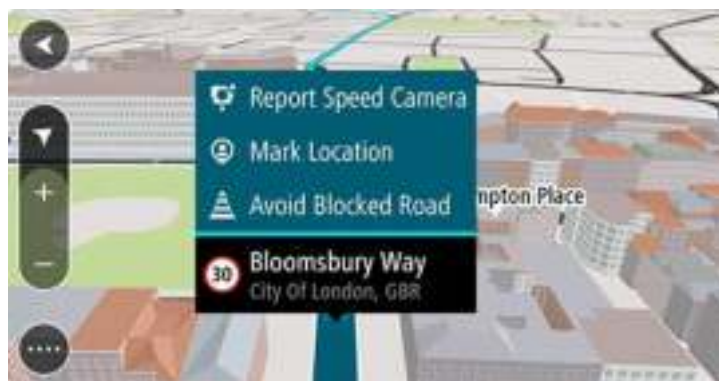 Report Speed Camera
Mark Location
Avoid Blocked Road
mpton Place
30
Bloomsbury Way
City Of London, GBR